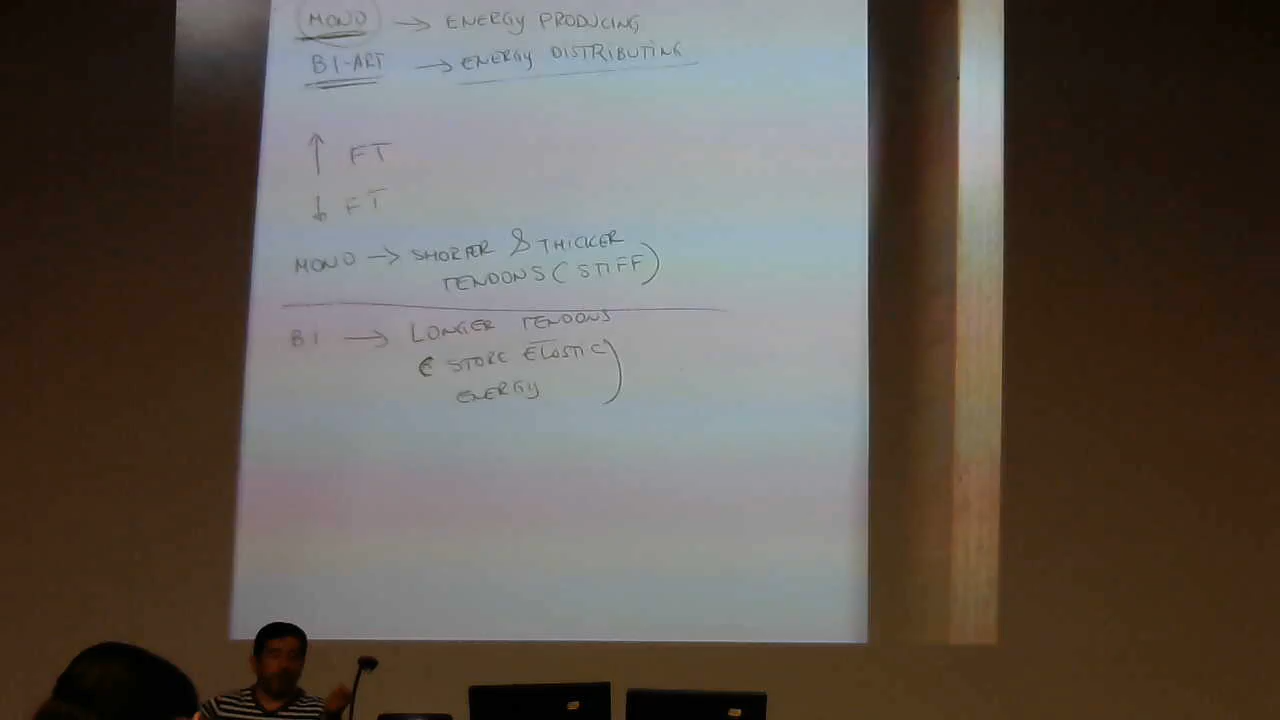 MONO → ENERGY PRODUCING
BI-ART → ENERGY DISTRIBUTING
↑ FT
↓ FT
MONO → SHORTER & THICKER
TENDONS (STIFF)
BI → LONGER TENDONS
(STORE ELASTIC
ENERGY)